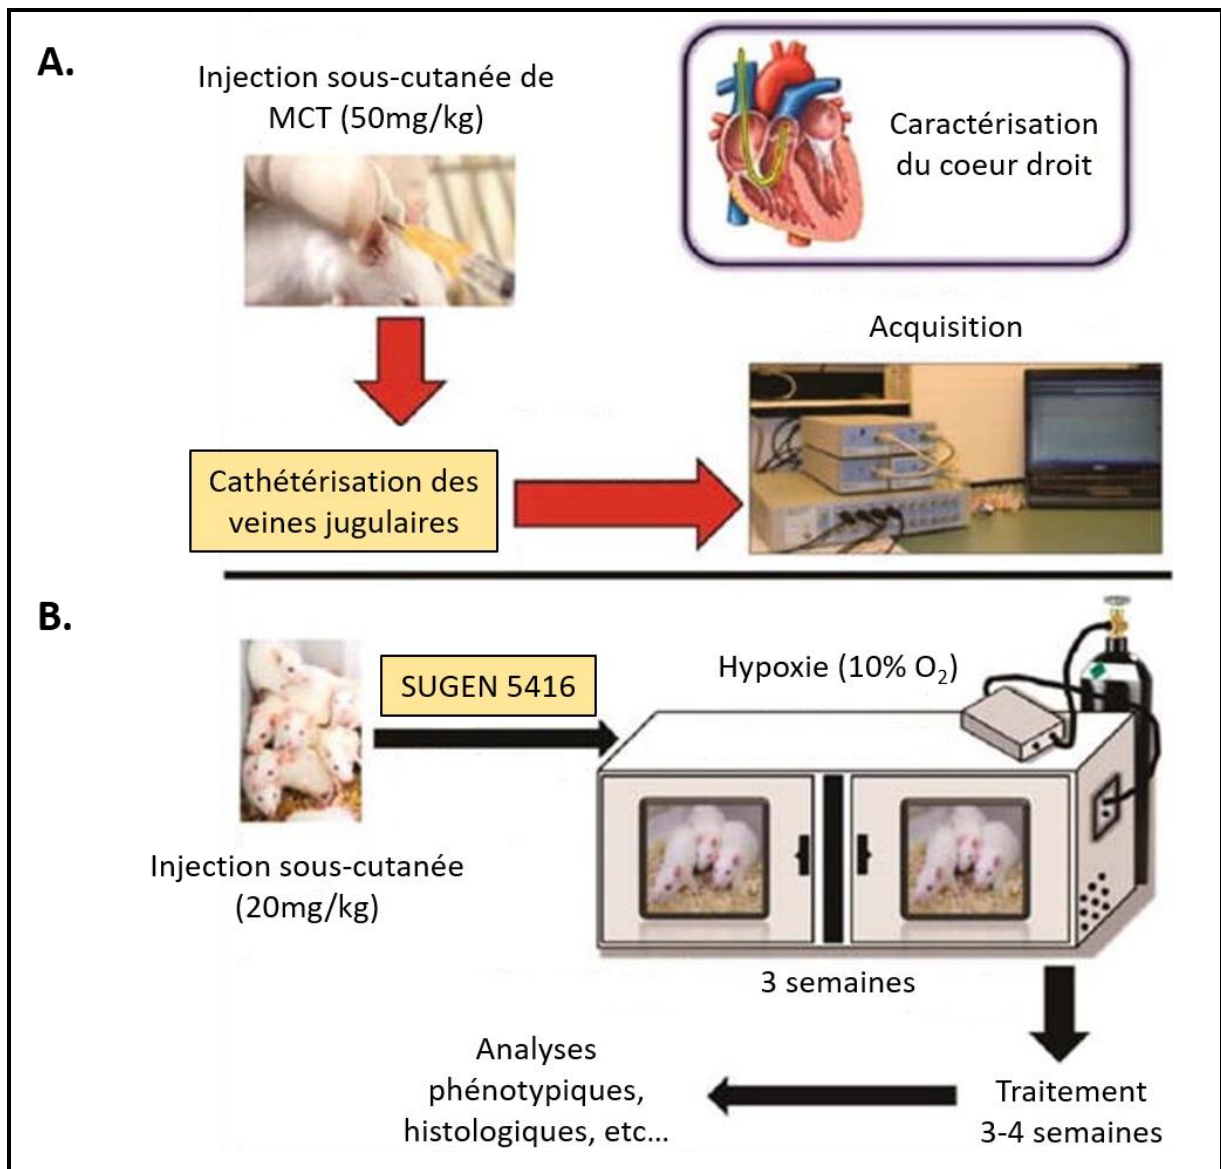 A.
Injection sous-cutanée de
MCT (50mg/kg)
Caractérisation
du coeur droit
Acquisition
Cathétérisation des
veines jugulaires
B.
SUGEN 5416
Hypoxie (10% O₂)
Injection sous-cutanée
(20mg/kg)
3 semaines
Analyses
phénotypiques,
histologiques, etc...
Traitement
3-4 semaines